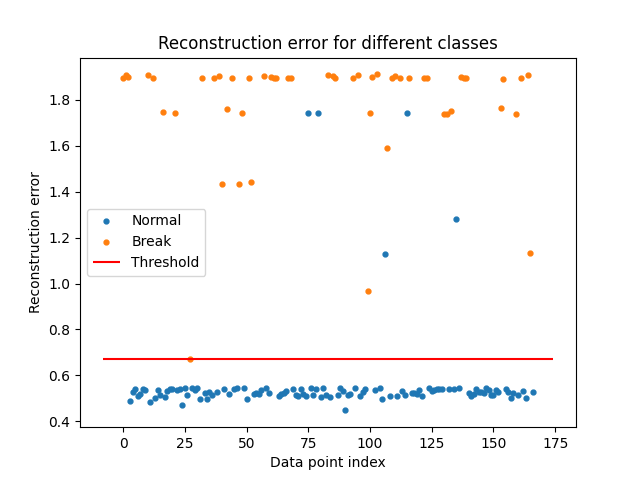 Reconstruction error for different classes
Reconstruction error
1.8
1.6
1.4
1.2
1.0
0.8
0.6
0.4
Normal
Break
Threshold
0 25 50 75 100 125 150 175
Data point index